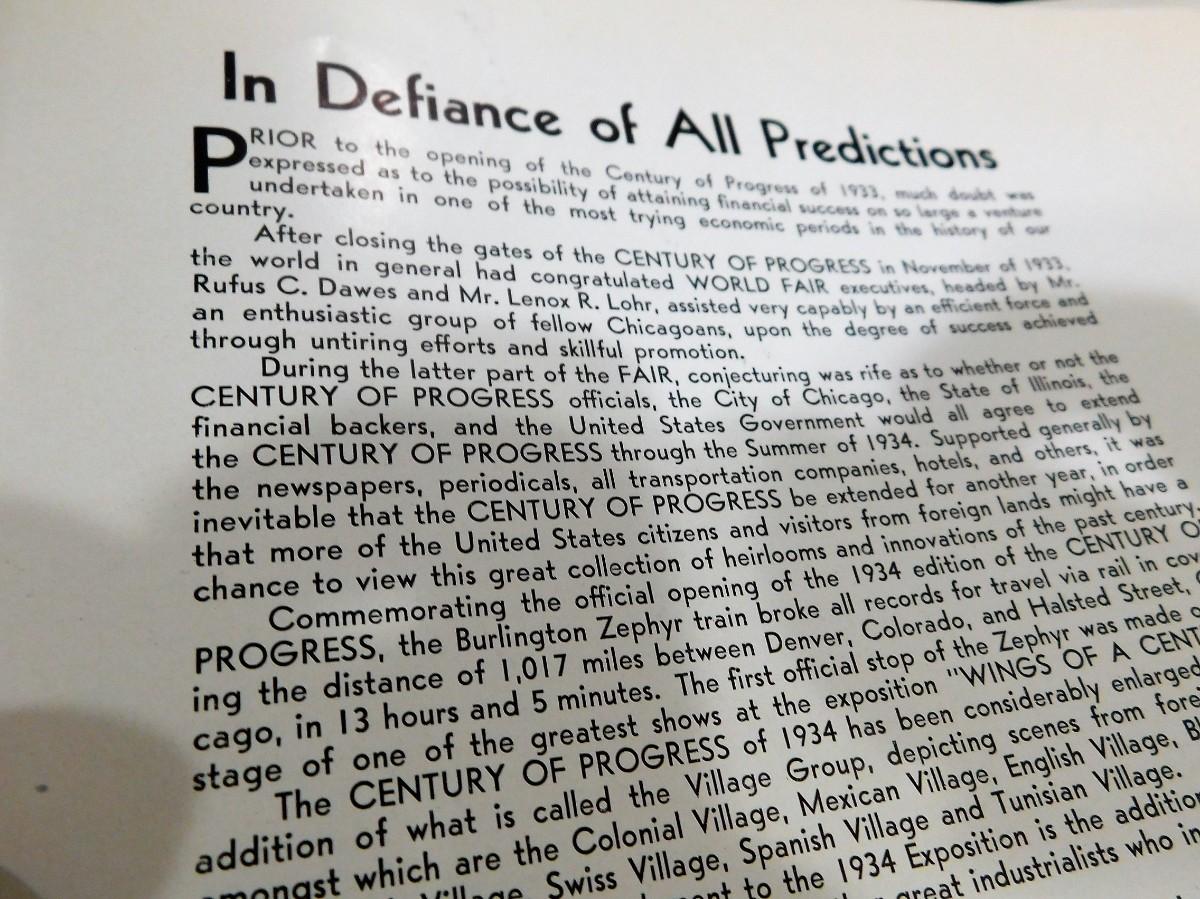 In Defiance of All Predictions
PRIOR to the opening of the Century of Progress of 1933, much doubt was
expressed as to the possibility of attaining financial success on so large a venture
undertaken in one of the most trying economic periods in the history of our
country.
After closing the gates of the CENTURY OF PROGRESS in November of 1933,
the world in general had congratulated WORLD FAIR executives, headed by Mr.
Rufus C. Dawes and Mr. Lenox R. Lohr, assisted very capably by an efficient force and
an enthusiastic group of fellow Chicagoans, upon the degree of success achieved
through untiring efforts and skillful promotion.
During the latter part of the FAIR, conjecturing was rife as to whether or not the
CENTURY OF PROGRESS officials, the City of Chicago, the State of Illinois, the
financial backers, and the United States Government would all agree to extend
the CENTURY OF PROGRESS through the Summer of 1934. Supported generally by
the newspapers, periodicals, all transportation companies, hotels, and others, it was
inevitable that the CENTURY OF PROGRESS be extended for another year, in order
that more of the United States citizens and visitors from foreign lands might have a
chance to view this great collection of heirlooms and innovations of the past century.
Commemorating the official opening of the 1934 edition of the CENTURY O
PROGRESS, the Burlington Zephyr train broke all records for travel via rail in cov
ing the distance of 1,017 miles between Denver, Colorado, and Halsted Street,
cago, in 13 hours and 5 minutes. The first official stop of the Zephyr was made
stage of one of the greatest shows at the exposition "WINGS OF A CENT
The CENTURY OF PROGRESS of 1934 has been considerably enlarged
addition of what is called the Village Group, depicting scenes from fore
amongst which are the Colonial Village, Mexican Village, English Village, B
Village, Swiss Village, Spanish Village and Tunisian Village.
to the 1934 Exposition is the addition
great industrialists who in